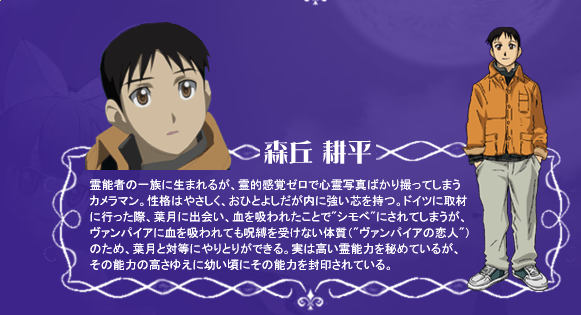 森丘 耕平
霊能者の一族に生まれるが、霊的感覚ゼロで心霊写真ばかり撮ってしまう
カメラマン。性格はやさしく、おひとよしだが内に強い芯を持つ。ドイツに取材
に行った際、葉月に出会い、血を吸われたことで"シモベ"にされてしまうが、
ヴァンパイアに血を吸われても呪縛を受けない体質("ヴァンパイアの恋人")
のため、葉月と対等にやりとりができる。実は高い霊能力を秘めているが、
その能力の高さゆえに幼い頃にその能力を封印されている。